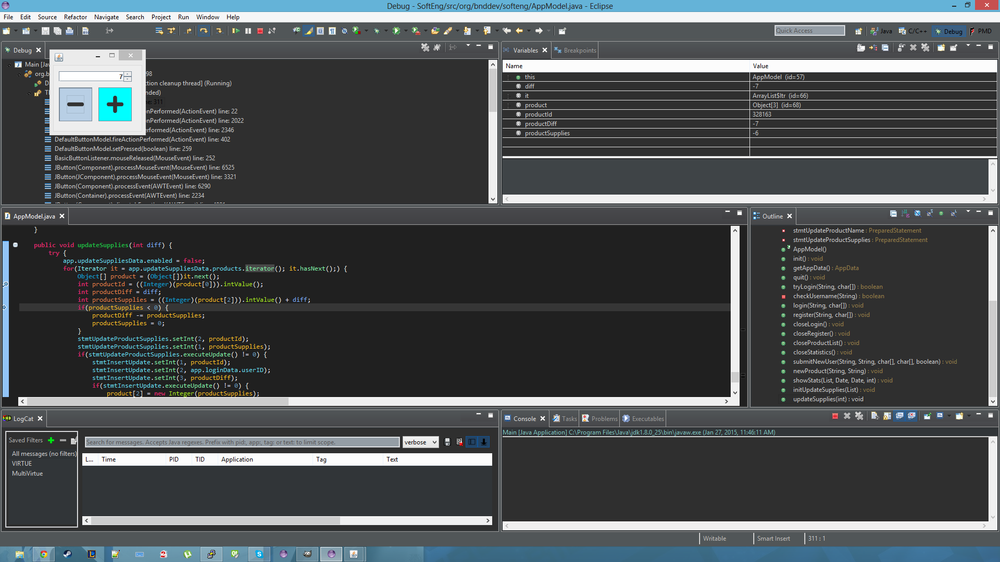 Debug - SoftEng/src/org/bnddev/softeng/AppModel.java - Eclipse
File Edit Source Refactor Navigate Search Project Run Window Help
Quick Access
Java C/C++ Debug PMD
Debug
Main [Jav
org.b 98
D ction cleanup thread] (Running)
Tl nded)
ne: 311
nPerformed(ActionEvent) line: 22
nPerformed(ActionEvent) line: 2022
erformed(ActionEvent) line: 2346
DefaultButtonModel.fireActionPerformed(ActionEvent) line: 402
DefaultButtonModel.setPressed(boolean) line: 259
BasicButtonListener.mouseReleased(MouseEvent) line: 252
JButton(Component).processMouseEvent(MouseEvent) line: 6525
JButton(JComponent).processMouseEvent(MouseEvent) line: 3321
JButton(Component).processEvent(AWTEvent) line: 6290
JButton(Container).processEvent(AWTEvent) line: 2234
7
Variables Breakpoints
Name Value
this AppModel (id=57)
diff -7
it ArrayList$Itr (id=66)
product Object[3] (id=68)
productId 328163
productDiff -7
productSupplies -6
AppModel.java
}
public void updateSupplies(int diff) {
try {
app.updateSuppliesData.enabled = false;
for(Iterator it = app.updateSuppliesData.products.iterator(); it.hasNext();) {
Object[] product = (Object[])it.next();
int productId = ((Integer)(product[0])).intValue();
int productDiff = diff;
int productSupplies = ((Integer)(product[2])).intValue() + diff;
if(productSupplies < 0) {
productDiff -= productSupplies;
productSupplies = 0;
}
stmtUpdateProductSupplies.setInt(2, productId);
stmtUpdateProductSupplies.setInt(1, productSupplies);
if(stmtUpdateProductSupplies.executeUpdate() != 0) {
stmtInsertUpdate.setInt(1, productId);
stmtInsertUpdate.setInt(2, app.loginData.userID);
stmtInsertUpdate.setInt(3, productDiff);
if(stmtInsertUpdate.executeUpdate() != 0) {
product[2] = new Integer(productSupplies);
Outline
stmtUpdateProductName : PreparedStatement
stmtUpdateProductSupplies : PreparedStatement
AppModel()
init() : void
getAppData() : AppData
quit() : void
tryLogin(String, char[]) : boolean
checkUsername(String) : boolean
login(String, char[]) : void
register(String, char[]) : void
closeLogin() : void
closeRegister() : void
closeProductList() : void
closeStatistics() : void
submitNewUser(String, String, char[], char[], boolean) : void
newProduct(String, String) : void
showStats(List, Date, Date, int) : void
initUpdateSupplies(List) : void
updateSupplies(int) : void
LogCat
Saved Filters
All messages (no filters)
VIRTUE
MultiVirtue
Search for messages. Accepts Java regexes. Prefix with pid:, app:, tag: or text: to limit scope.
verbose
L... Time PID TID Application Tag Text
Console Tasks Problems Executables
Main [Java Application] C:\Program Files\Java\jdk1.8.0_25\bin\javaw.exe (Jan 27, 2015, 11:46:11 AM)
Writable Smart Insert 311 : 1